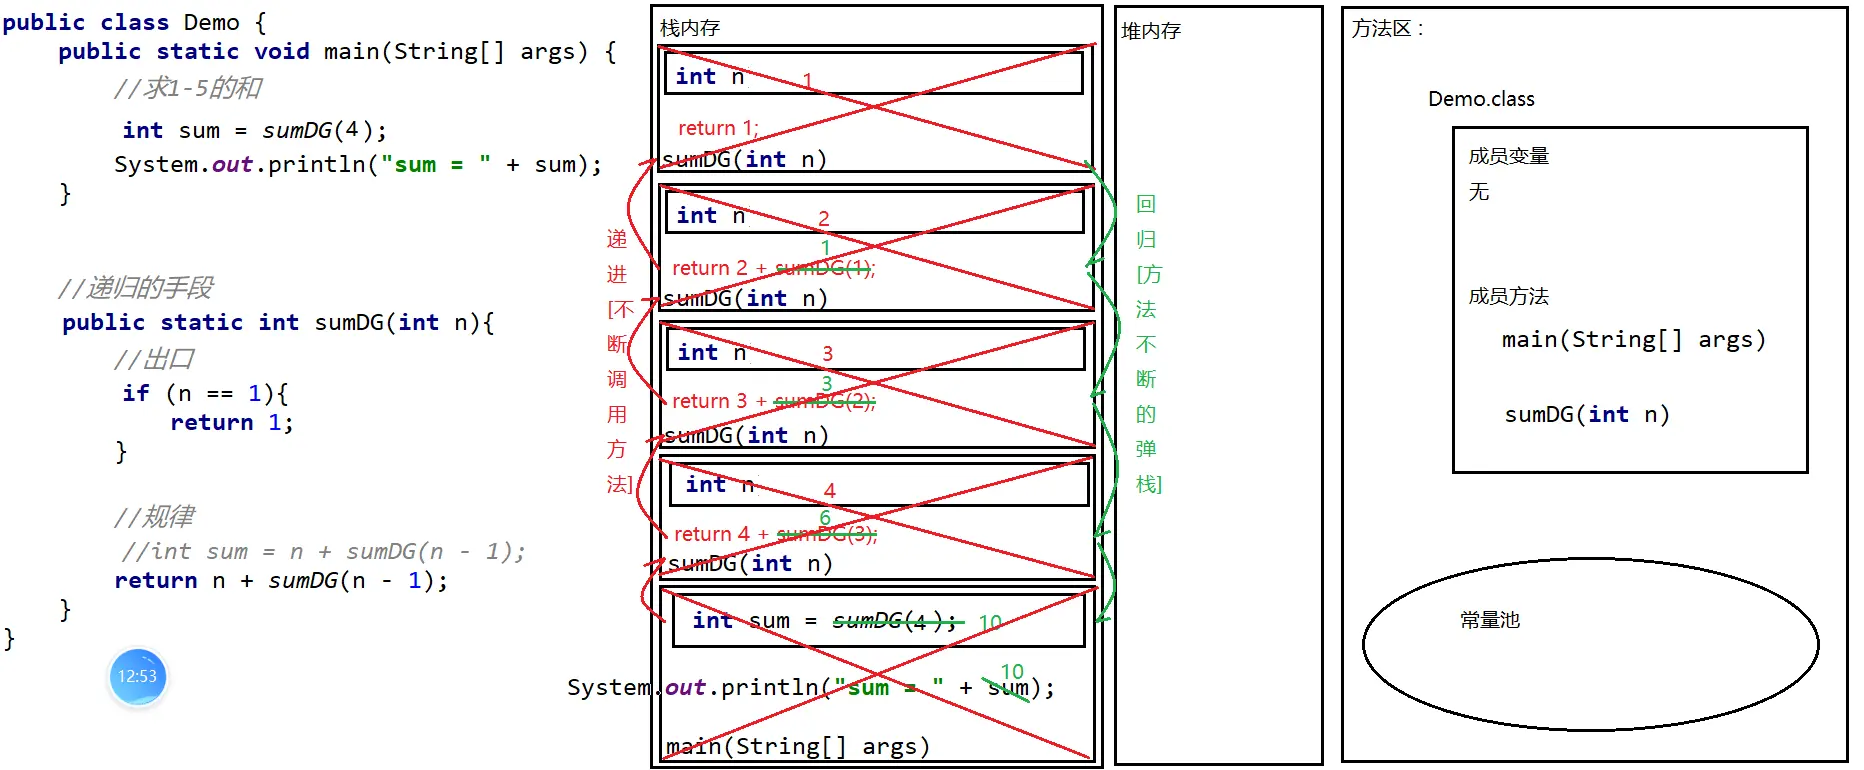 public class Demo {
public static void main(String[] args) {
//求1-5的和
int sum = sumDG(4);
System.out.println("sum = " + sum);
}
//递归的手段
public static int sumDG(int n){
//出口
if (n == 1){
return 1;
}
//规律
//int sum = n + sumDG(n - 1);
return n + sumDG(n - 1);
}
}
12:53
递进[不断调用方法]
栈内存
int n 1
return 1;
sumDG(int n)
int n 2
1
return 2 + sumDG(1);
sumDG(int n)
int n 3
3
return 3 + sumDG(2);
sumDG(int n)
int n 4
6
return 4 + sumDG(3);
sumDG(int n)
int sum = sumDG(4); 10
10
System.out.println("sum = " + sum);
main(String[] args)
堆内存
回归[方法不断的弹栈]
方法区：
Demo.class
成员变量
无
成员方法
main(String[] args)
sumDG(int n)
常量池